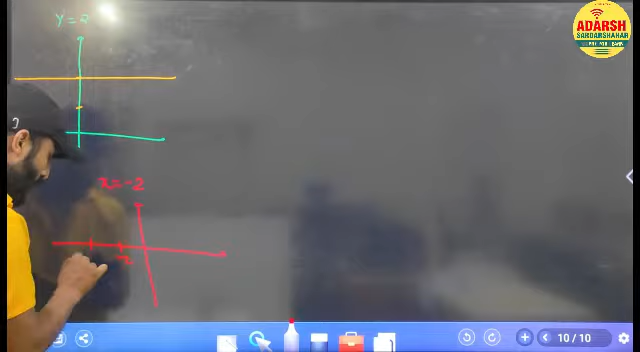 ADARSH
SARDARSHAHAR
y = 2
x = -2
10 / 10